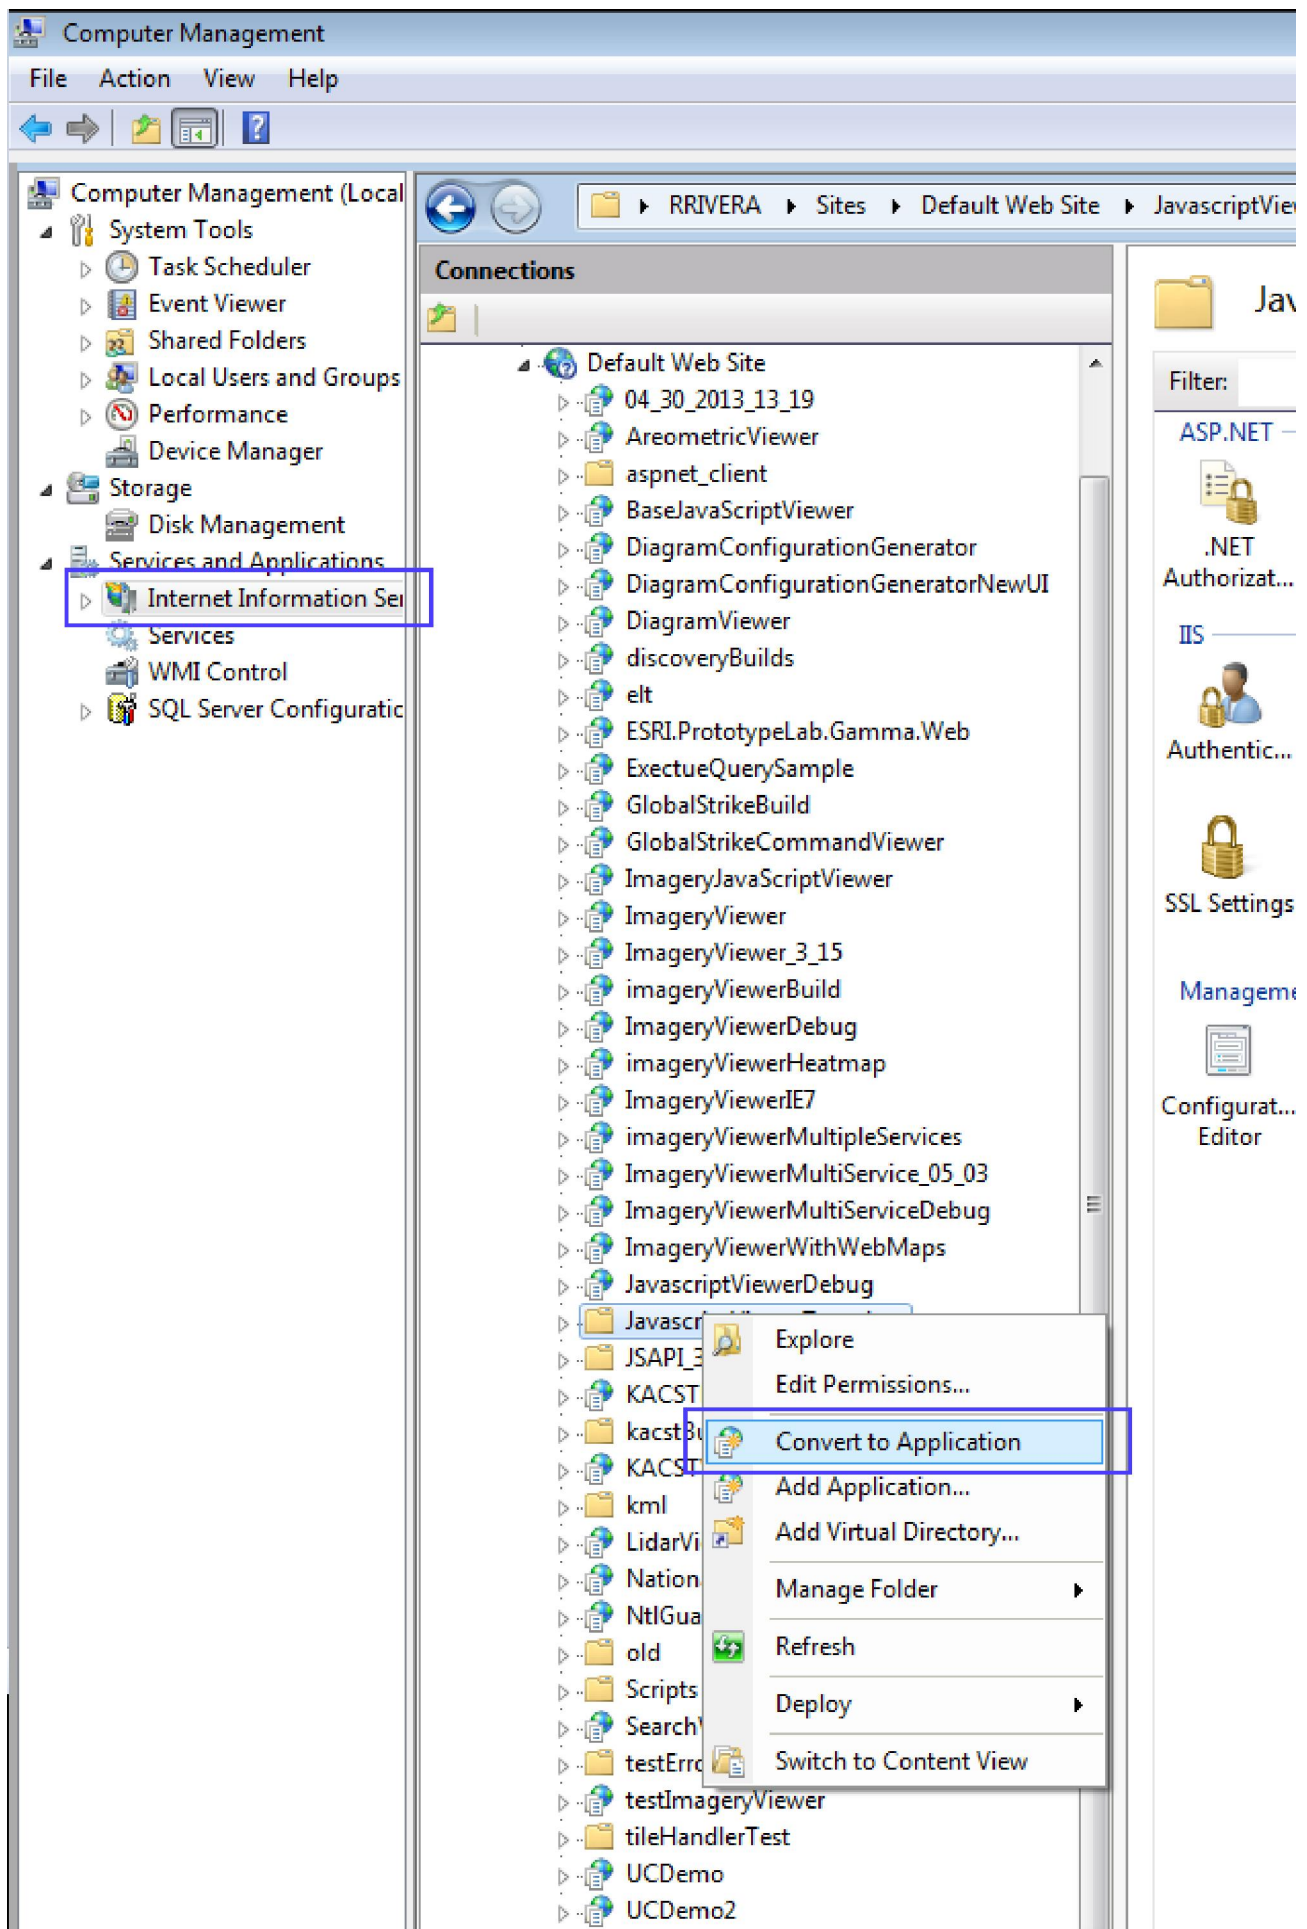 Computer Management
File Action View Help
Computer Management (Local
System Tools
Task Scheduler
Event Viewer
Shared Folders
Local Users and Groups
Performance
Device Manager
Storage
Disk Management
Services and Applications
Internet Information Ser
Services
WMI Control
SQL Server Configuratic
RRIVERA Sites Default Web Site JavascriptView
Connections
Default Web Site
04_30_2013_13_19
AreometricViewer
aspnet_client
BaseJavaScriptViewer
DiagramConfigurationGenerator
DiagramConfigurationGeneratorNewUI
DiagramViewer
discoveryBuilds
elt
ESRI.PrototypeLab.Gamma.Web
ExectueQuerySample
GlobalStrikeBuild
GlobalStrikeCommandViewer
ImageryJavaScriptViewer
ImageryViewer
ImageryViewer_3_15
imageryViewerBuild
ImageryViewerDebug
imageryViewerHeatmap
ImageryViewerIE7
imageryViewerMultipleServices
ImageryViewerMultiService_05_03
ImageryViewerMultiServiceDebug
ImageryViewerWithWebMaps
JavascriptViewerDebug
Javascr
JSAPI_3
KACST
kacstBu
KACST
kml
LidarVi
Nation
NtlGua
old
Scripts
SearchV
testErro
testImageryViewer
tileHandlerTest
UCDemo
UCDemo2
Explore
Edit Permissions...
Convert to Application
Add Application...
Add Virtual Directory...
Manage Folder
Refresh
Deploy
Switch to Content View
Jav
Filter:
ASP.NET
.NET
Authorizat...
IIS
Authentic...
SSL Settings
Manageme
Configurat...
Editor